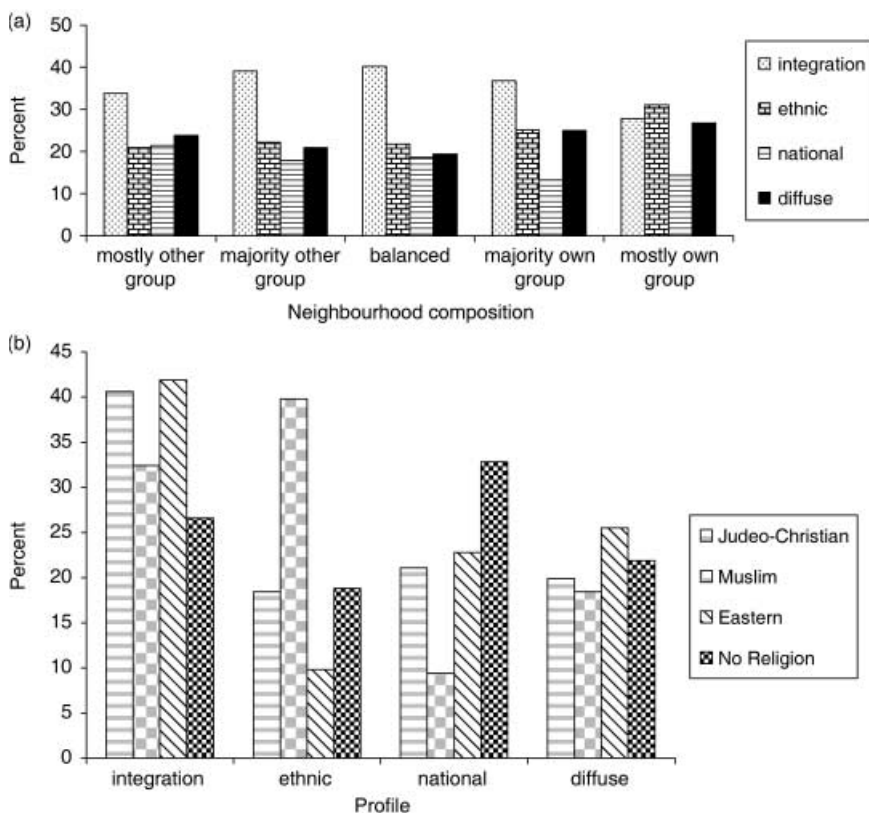 (a)
50
40
30
20
10
0
Percent
mostly other group
majority other group
balanced
majority own group
mostly own group
Neighbourhood composition
integration
ethnic
national
diffuse
(b)
45
40
35
30
25
20
15
10
5
0
Percent
integration
ethnic
national
diffuse
Profile
Judeo-Christian
Muslim
Eastern
No Religion